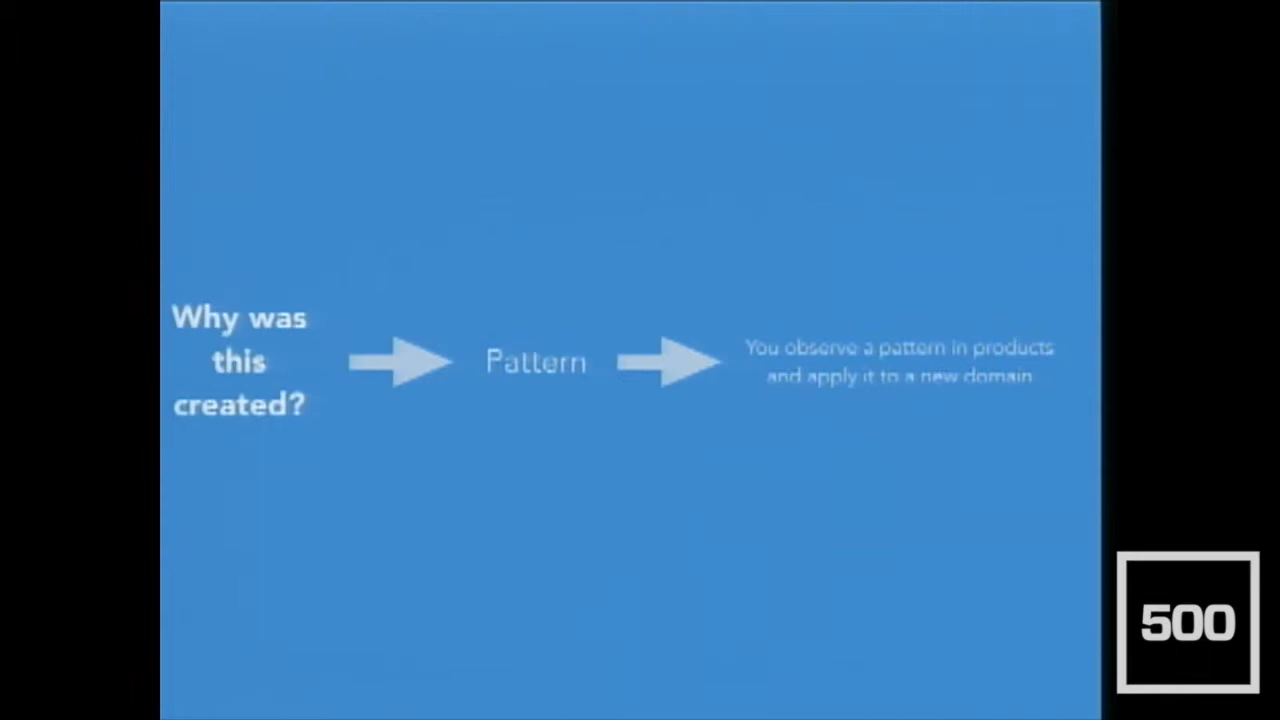 Why was
this
created?
Pattern
You observe a pattern in products
and apply it to a new domain
500